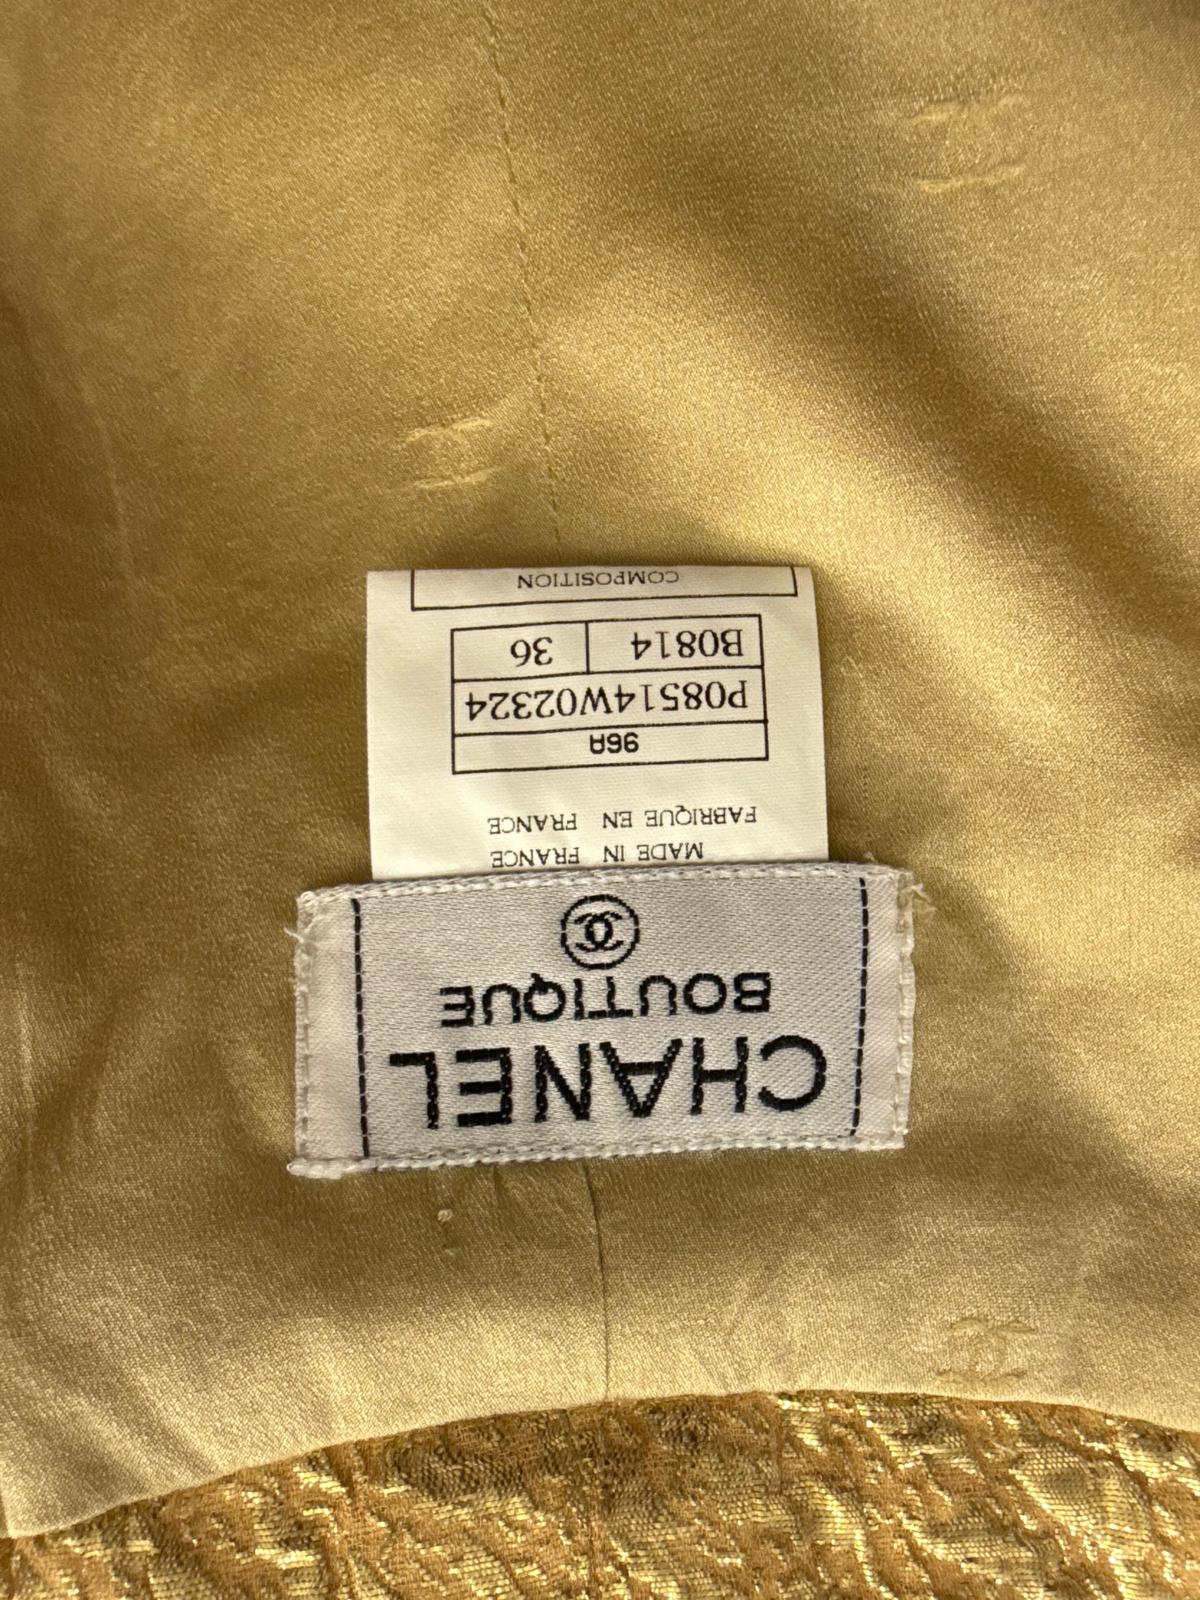 CHANEL
BOUTIQUE
MADE IN FRANCE
FABRIQUE EN FRANCE
96A
P08514W02324
B0814 36
COMPOSITION